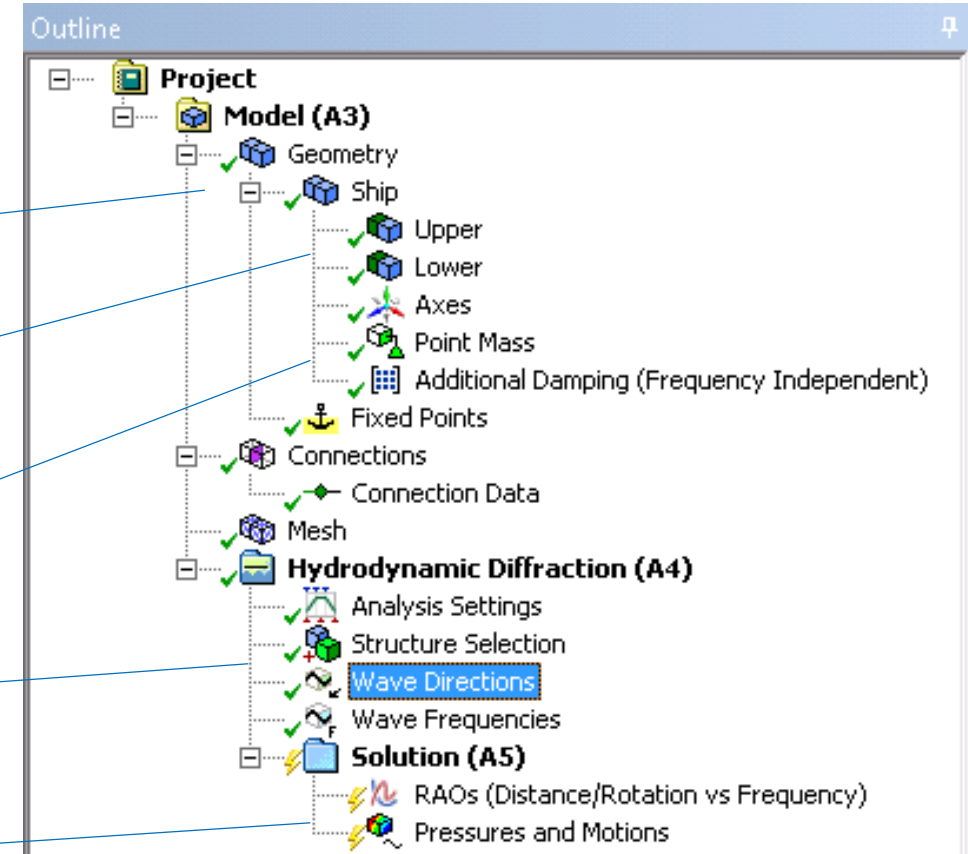 Outline
Project
Model (A3)
Geometry
Ship
Upper
Lower
Axes
Point Mass
Additional Damping (Frequency Independent)
Fixed Points
Connections
Connection Data
Mesh
Hydrodynamic Diffraction (A4)
Analysis Settings
Structure Selection
Wave Directions
Wave Frequencies
Solution (A5)
RAOs (Distance/Rotation vs Frequency)
Pressures and Motions